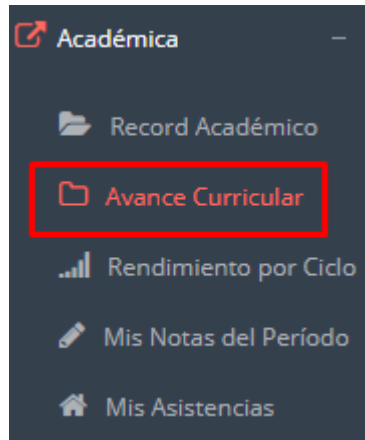 Académica
Record Académico
Avance Curricular
Rendimiento por Ciclo
Mis Notas del Período
Mis Asistencias